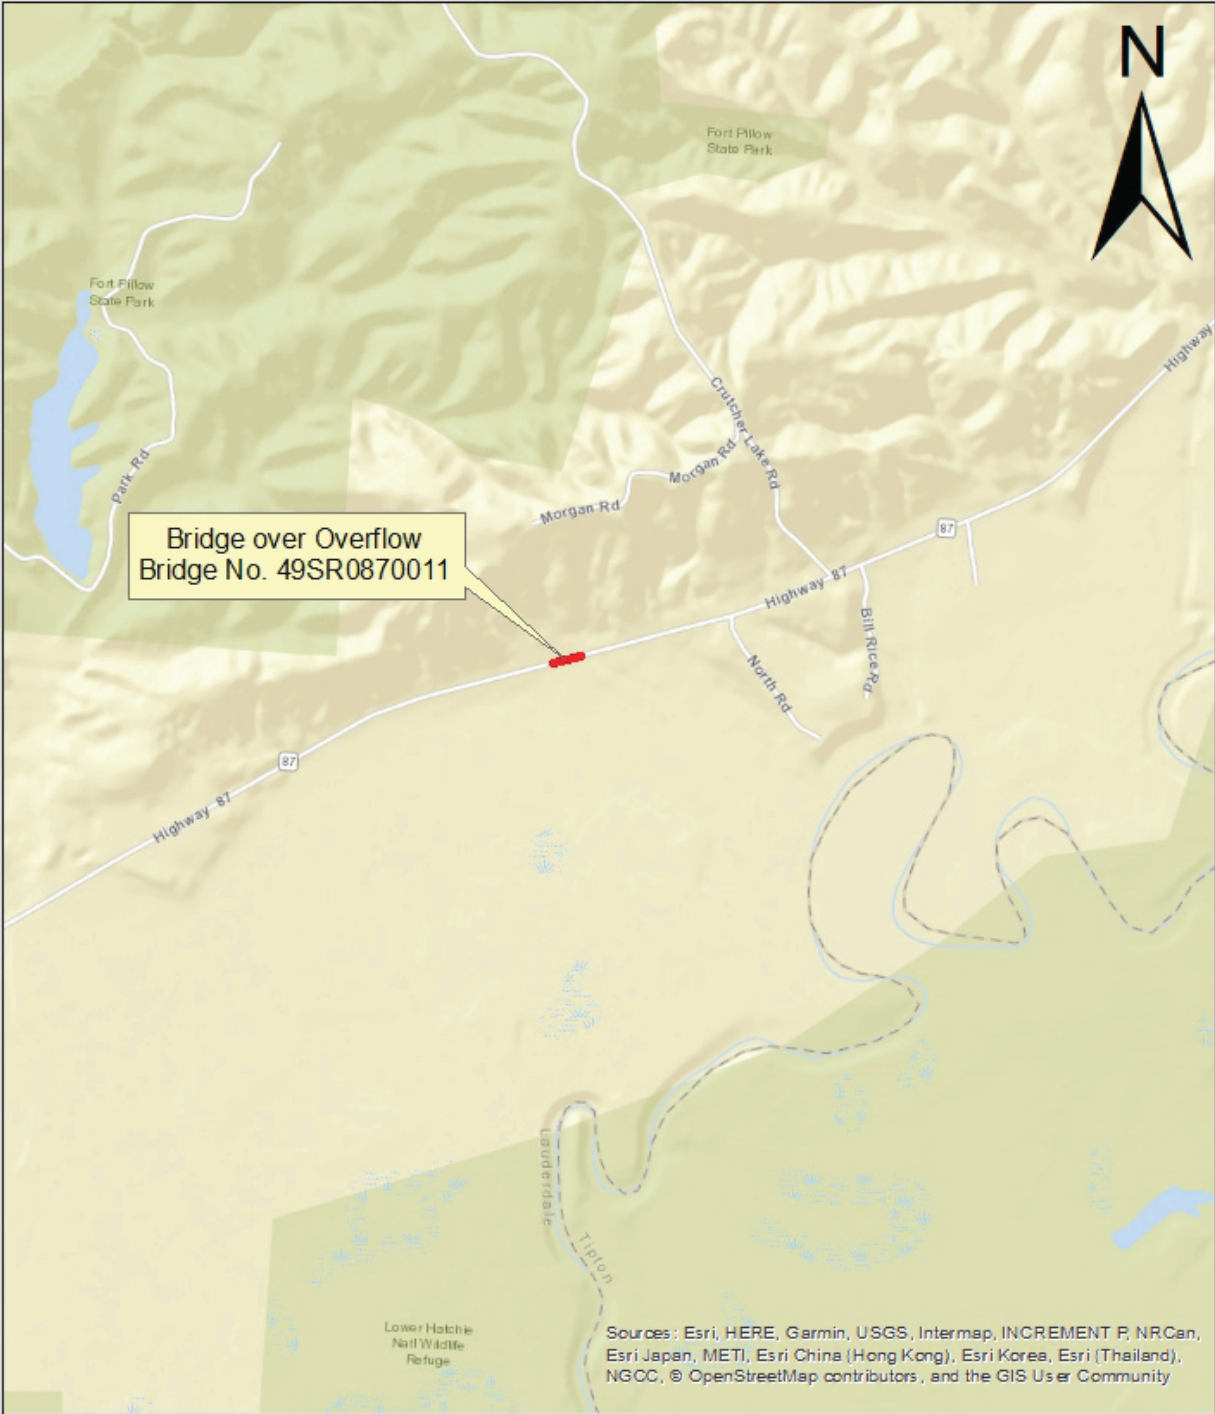 N
Fort Pillow
State Park
Fort Pillow
State Park
Highway
Crutcher Lake Rd
Morgan Rd
Morgan Rd
Park Rd
87
Bridge over Overflow
Bridge No. 49SR0870011
Highway 87
Bill Rice Rd
North Rd
87
Highway 87
Lauderdale
Tipton
Lower Hatchie
Natl Wildlife
Refuge
Sources: Esri, HERE, Garmin, USGS, Intermap, INCREMENT P, NRCan,
Esri Japan, METI, Esri China (Hong Kong), Esri Korea, Esri (Thailand),
NGCC, © OpenStreetMap contributors, and the GIS User Community